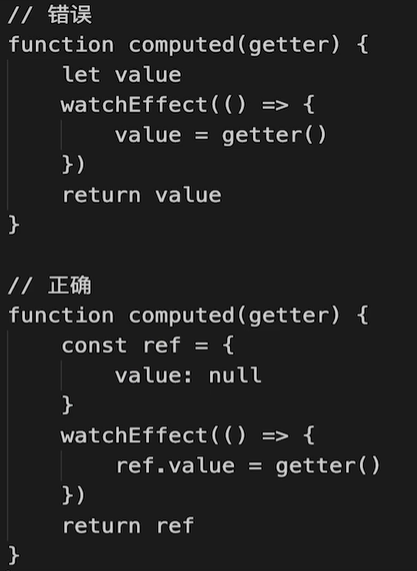 // 错误
function computed(getter) {
    let value
    watchEffect(() => {
        value = getter()
    })
    return value
}

// 正确
function computed(getter) {
    const ref = {
        value: null
    }
    watchEffect(() => {
        ref.value = getter()
    })
    return ref
}